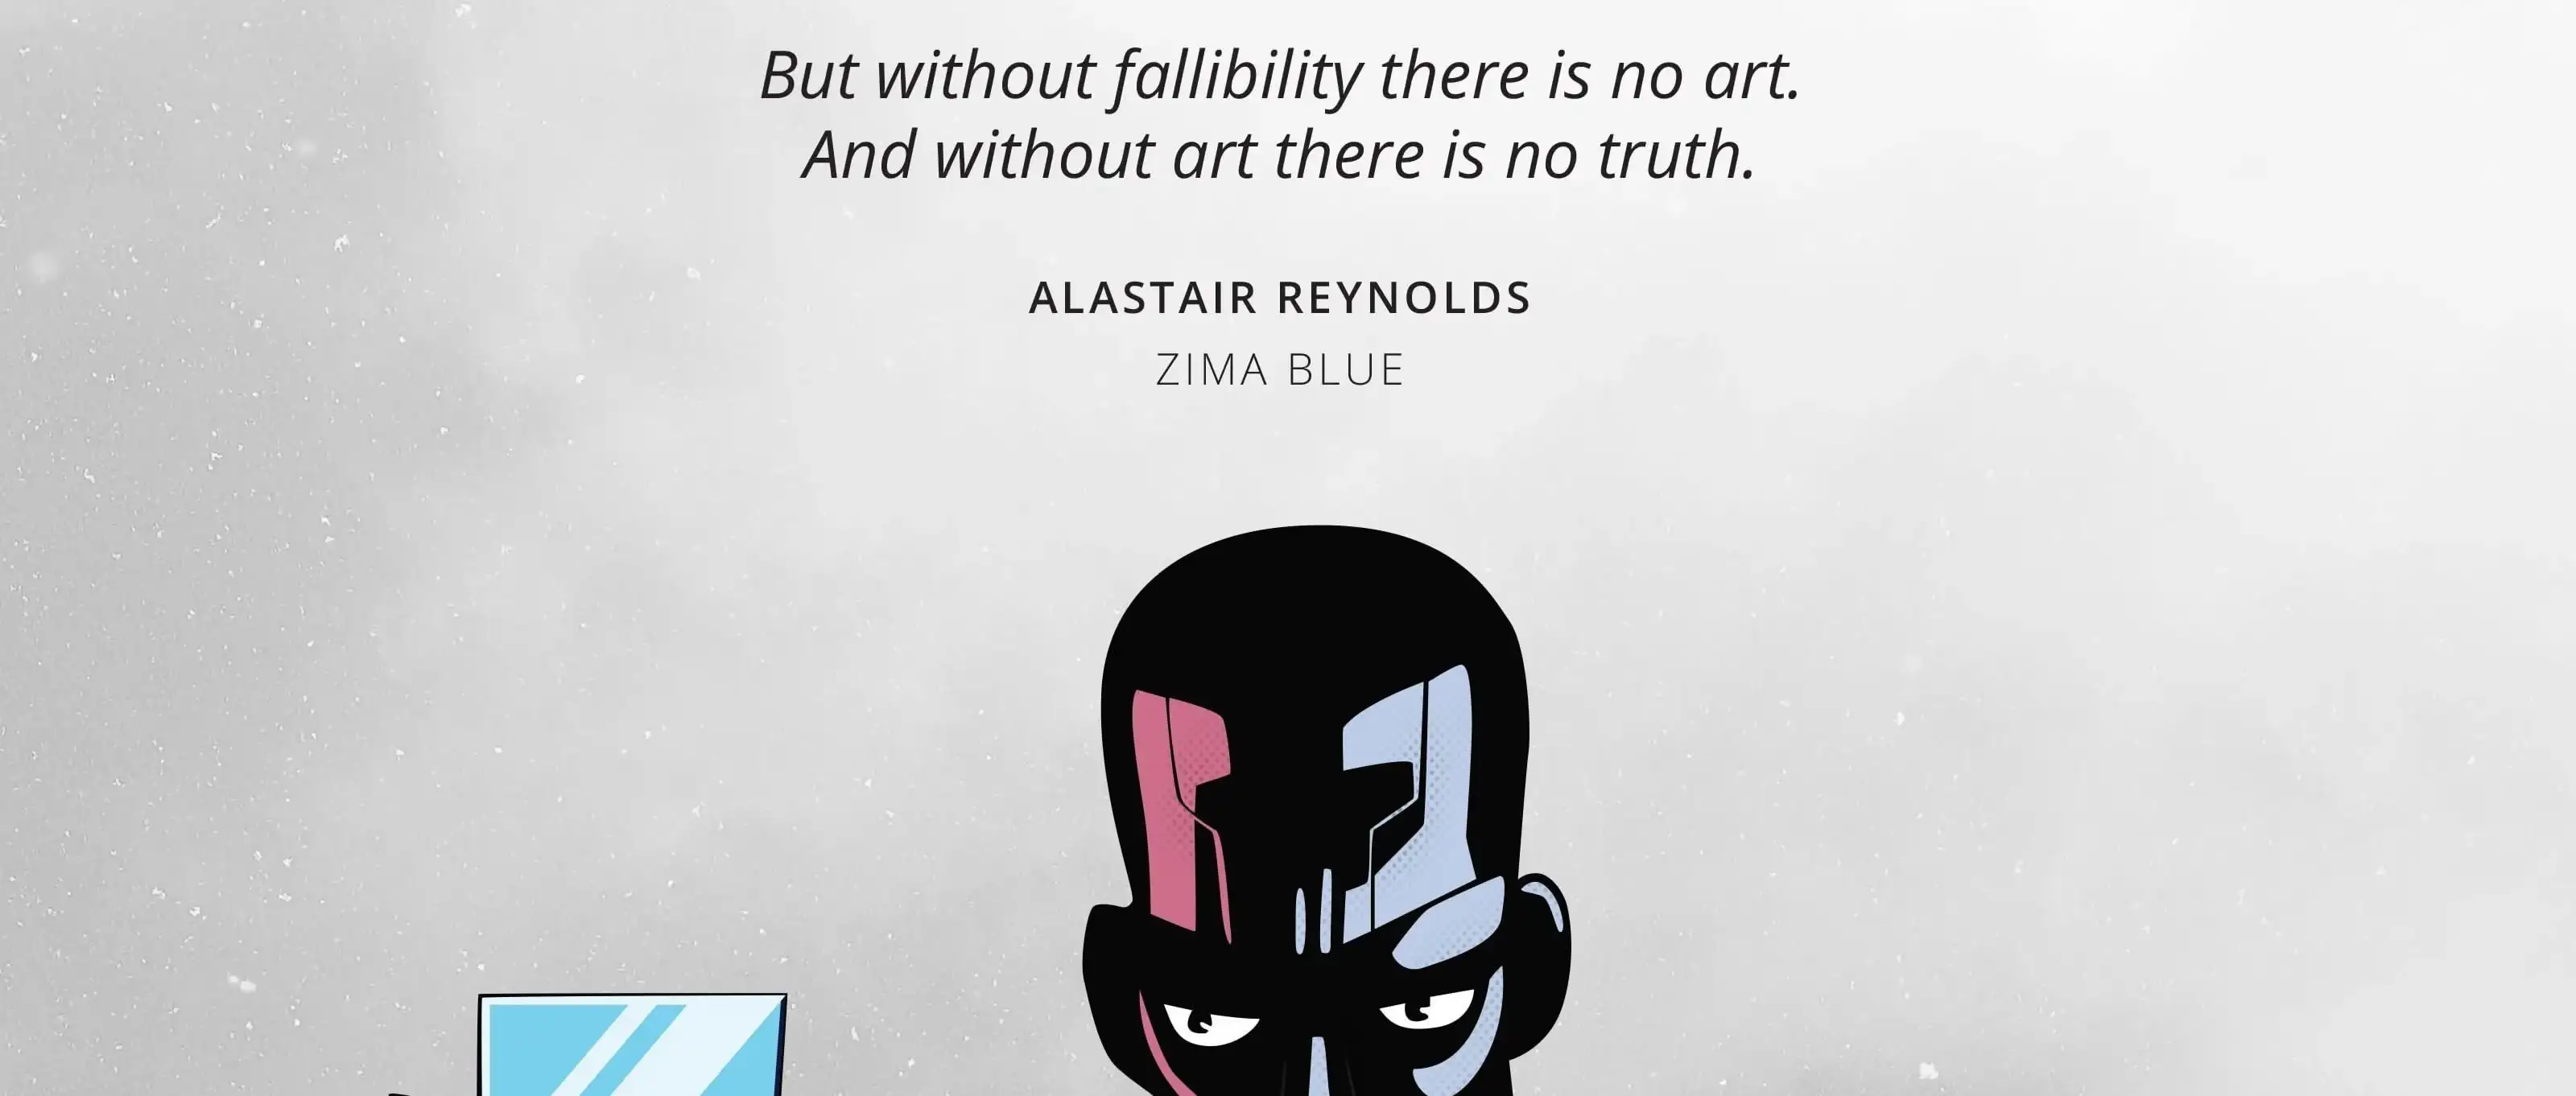 But without fallibility there is no art.
And without art there is no truth.
ALASTAIR REYNOLDS
ZIMA BLUE